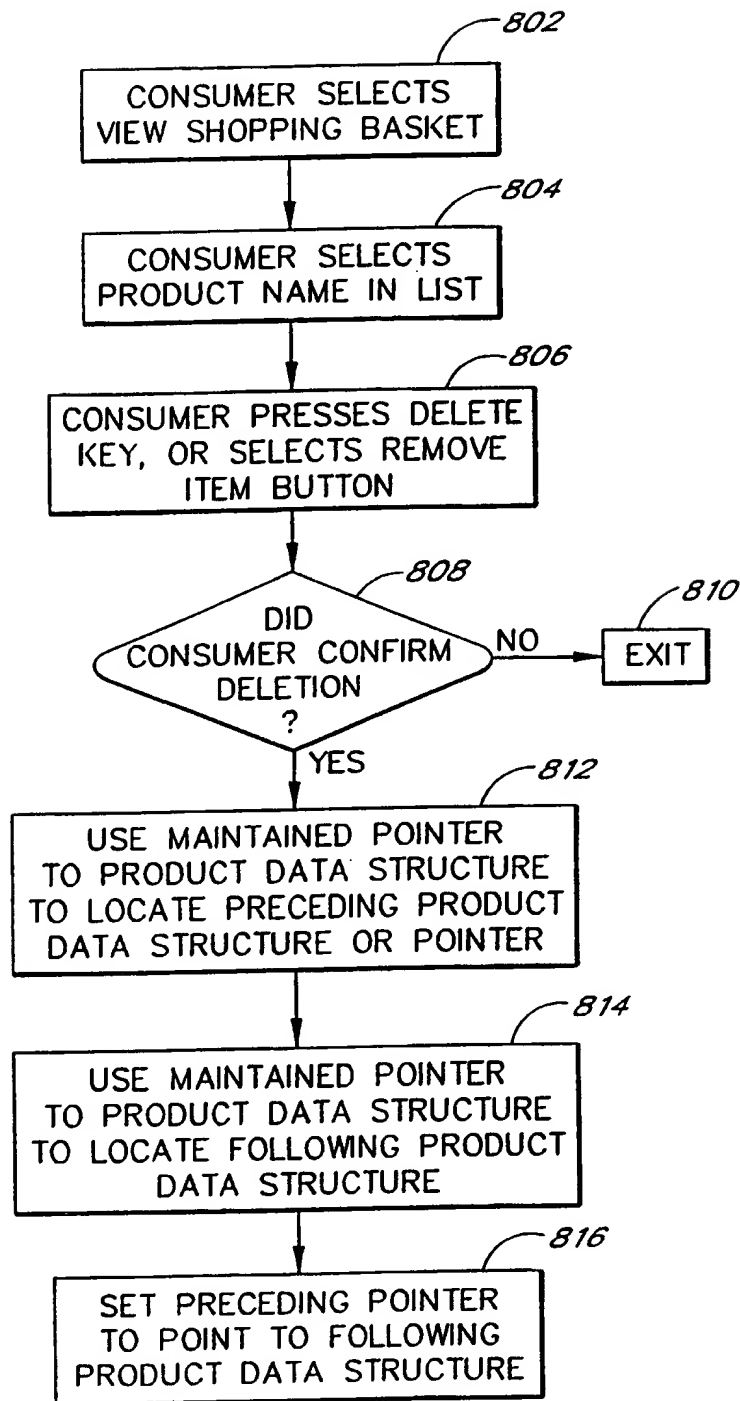 802
CONSUMER SELECTS
VIEW SHOPPING BASKET
804
CONSUMER SELECTS
PRODUCT NAME IN LIST
806
CONSUMER PRESSES DELETE
KEY, OR SELECTS REMOVE
ITEM BUTTON
808
DID
CONSUMER CONFIRM
DELETION
?
NO
810
EXIT
YES
812
USE MAINTAINED POINTER
TO PRODUCT DATA STRUCTURE
TO LOCATE PRECEDING PRODUCT
DATA STRUCTURE OR POINTER
814
USE MAINTAINED POINTER
TO PRODUCT DATA STRUCTURE
TO LOCATE FOLLOWING PRODUCT
DATA STRUCTURE
816
SET PRECEDING POINTER
TO POINT TO FOLLOWING
PRODUCT DATA STRUCTURE